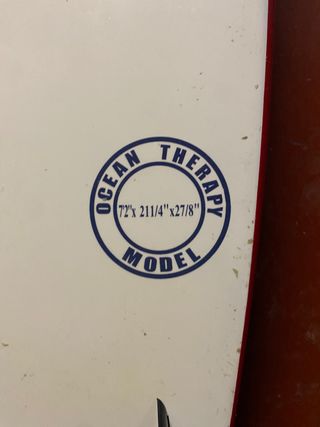 OCEAN THERAPY
7'2"x 211/4"x27/8"
MODEL